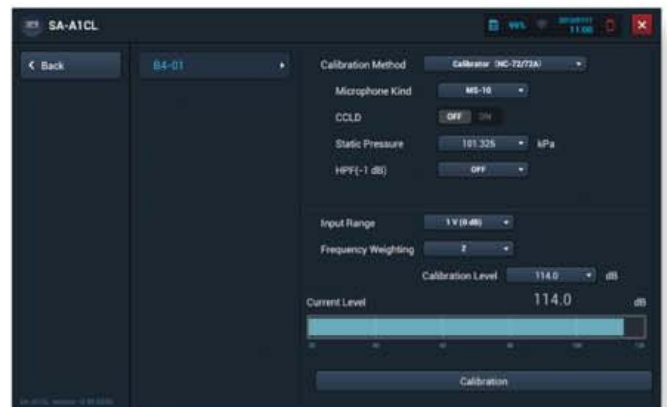 SA-A1CL
99%
11:00
Back
B4-01
Calibration Method
Calibrator (NC-72/72A)
Microphone Kind
MS-10
CCLD
OFF ON
Static Pressure
101.325 kPa
HPF(-1 dB)
OFF
Input Range
1 V (0 dB)
Frequency Weighting
Z
Calibration Level
114.0 dB
Current Level
114.0 dB
Calibration